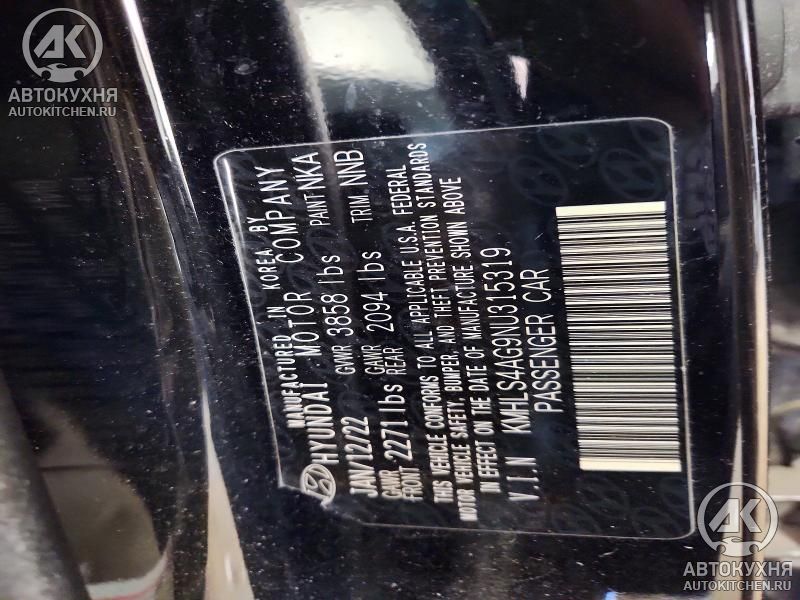 АК
АВТОКУХНЯ
AUTOKITCHEN.RU
MANUFACTURED IN KOREA BY
HYUNDAI MOTOR COMPANY
JAN/12/22 GVWR 3858 lbs PAINT:NKA
GAWR FRONT 2271 lbs GAWR REAR 2094 lbs TRIM NNB
THIS VEHICLE CONFORMS TO ALL APPLICABLE U.S.A. FEDERAL
MOTOR VEHICLE SAFETY, BUMPER, AND THEFT PREVENTION STANDARDS
IN EFFECT ON THE DATE OF MANUFACTURE SHOWN ABOVE
V.I.N KMHLS4AG9NU315319
PASSENGER CAR
АК
АВТОКУХНЯ
AUTOKITCHEN.RU